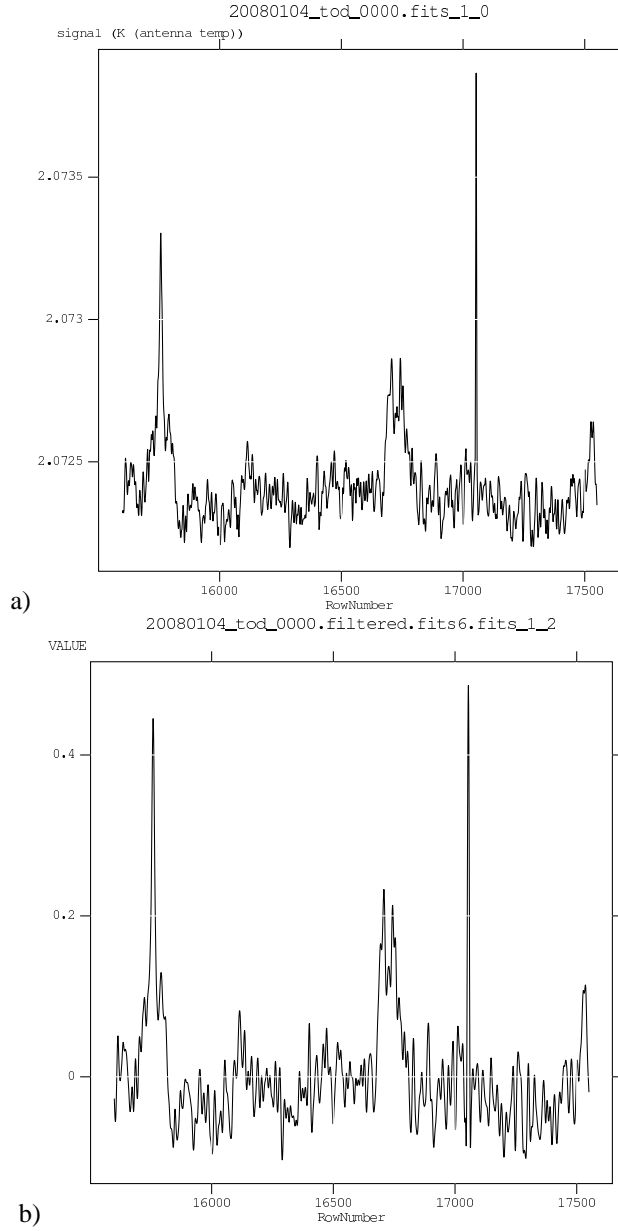 20080104_tod_0000.fits_1_0
signal (K (antenna temp))
2.0735
2.073
2.0725
16000 16500 17000 17500
RowNumber
a)
20080104_tod_0000.filtered.fits6.fits_1_2
VALUE
0.4
0.2
0
16000 16500 17000 17500
RowNumber
b)